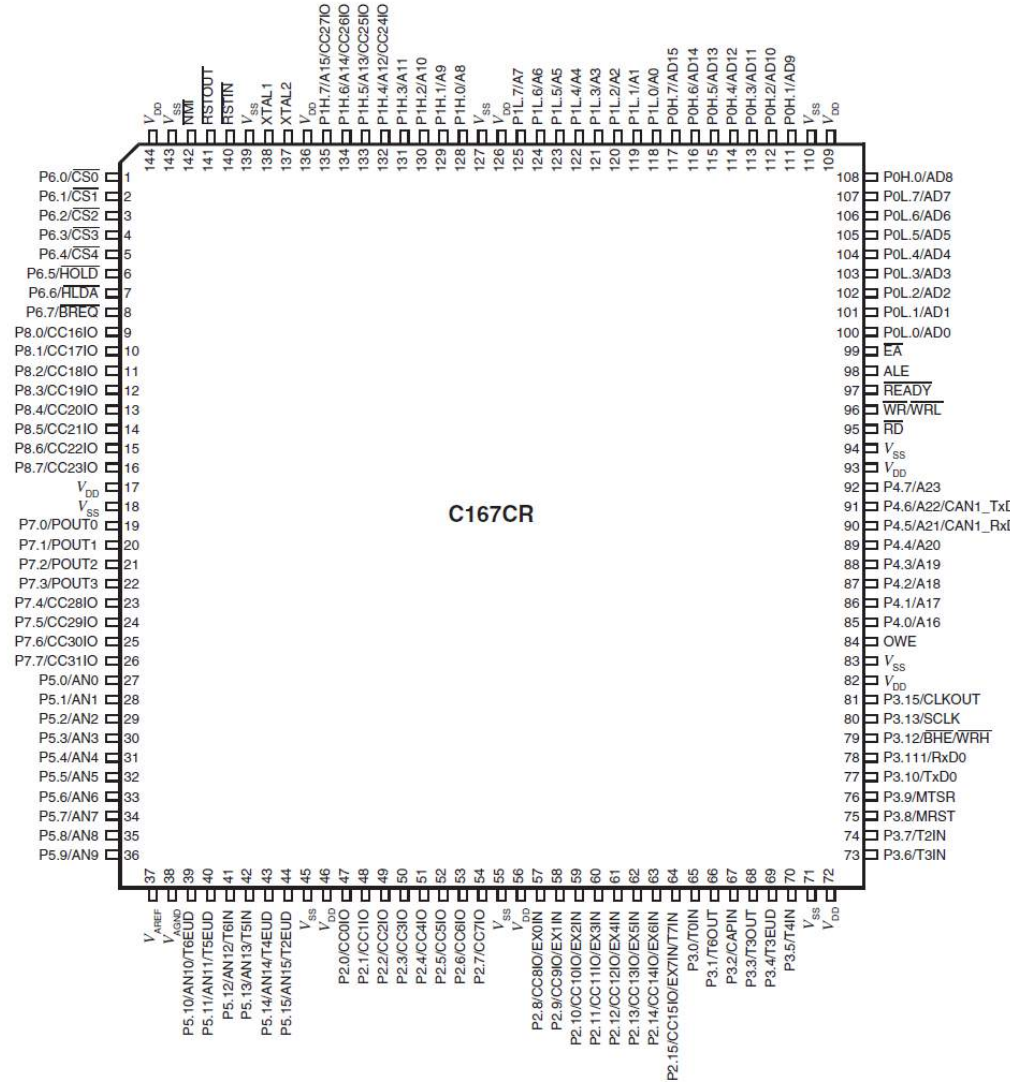 VDD
VSS
NMI
RSTOUT
RSTIN
VSS
XTAL1
XTAL2
VDD
P1H.7/A15/CC27IO
P1H.6/A14/CC26IO
P1H.5/A13/CC25IO
P1H.4/A12/CC24IO
P1H.3/A11
P1H.2/A10
P1H.1/A9
P1H.0/A8
VSS
VDD
P1L.7/A7
P1L.6/A6
P1L.5/A5
P1L.4/A4
P1L.3/A3
P1L.2/A2
P1L.1/A1
P1L.0/A0
P0H.7/AD15
P0H.6/AD14
P0H.5/AD13
P0H.4/AD12
P0H.3/AD11
P0H.2/AD10
P0H.1/AD9
VSS
VDD
144
143
142
141
140
139
138
137
136
135
134
133
132
131
130
129
128
127
126
125
124
123
122
121
120
119
118
117
116
115
114
113
112
111
110
109
P6.0/CS0 1
P6.1/CS1 2
P6.2/CS2 3
P6.3/CS3 4
P6.4/CS4 5
P6.5/HOLD 6
P6.6/HLDA 7
P6.7/BREQ 8
P8.0/CC16IO 9
P8.1/CC17IO 10
P8.2/CC18IO 11
P8.3/CC19IO 12
P8.4/CC20IO 13
P8.5/CC21IO 14
P8.6/CC22IO 15
P8.7/CC23IO 16
VDD 17
VSS 18
P7.0/POUT0 19
P7.1/POUT1 20
P7.2/POUT2 21
P7.3/POUT3 22
P7.4/CC28IO 23
P7.5/CC29IO 24
P7.6/CC30IO 25
P7.7/CC31IO 26
P5.0/AN0 27
P5.1/AN1 28
P5.2/AN2 29
P5.3/AN3 30
P5.4/AN4 31
P5.5/AN5 32
P5.6/AN6 33
P5.7/AN7 34
P5.8/AN8 35
P5.9/AN9 36
C167CR
108 P0H.0/AD8
107 P0L.7/AD7
106 P0L.6/AD6
105 P0L.5/AD5
104 P0L.4/AD4
103 P0L.3/AD3
102 P0L.2/AD2
101 P0L.1/AD1
100 P0L.0/AD0
99 EA
98 ALE
97 READY
96 WR/WRL
95 RD
94 VSS
93 VDD
92 P4.7/A23
91 P4.6/A22/CAN1_TxD
90 P4.5/A21/CAN1_RxD
89 P4.4/A20
88 P4.3/A19
87 P4.2/A18
86 P4.1/A17
85 P4.0/A16
84 OWE
83 VSS
82 VDD
81 P3.15/CLKOUT
80 P3.13/SCLK
79 P3.12/BHE/WRH
78 P3.111/RxD0
77 P3.10/TxD0
76 P3.9/MTSR
75 P3.8/MRST
74 P3.7/T2IN
73 P3.6/T3IN
37
38
39
40
41
42
43
44
45
46
47
48
49
50
51
52
53
54
55
56
57
58
59
60
61
62
63
64
65
66
67
68
69
70
71
72
VAREF
VAGND
P5.10/AN10/T6EUD
P5.11/AN11/T5EUD
P5.12/AN12/T6IN
P5.13/AN13/T5IN
P5.14/AN14/T4EUD
P5.15/AN15/T2EUD
VSS
VDD
P2.0/CC0IO
P2.1/CC1IO
P2.2/CC2IO
P2.3/CC3IO
P2.4/CC4IO
P2.5/CC5IO
P2.6/CC6IO
P2.7/CC7IO
VSS
VDD
P2.8/CC8IO/EX0IN
P2.9/CC9IO/EX1IN
P2.10/CC10IO/EX2IN
P2.11/CC11IO/EX3IN
P2.12/CC12IO/EX4IN
P2.13/CC13IO/EX5IN
P2.14/CC14IO/EX6IN
P2.15/CC15IO/EX7IN/T7IN
P3.0/T0IN
P3.1/T6OUT
P3.2/CAPIN
P3.3/T3OUT
P3.4/T3EUD
P3.5/T4IN
VSS
VDD